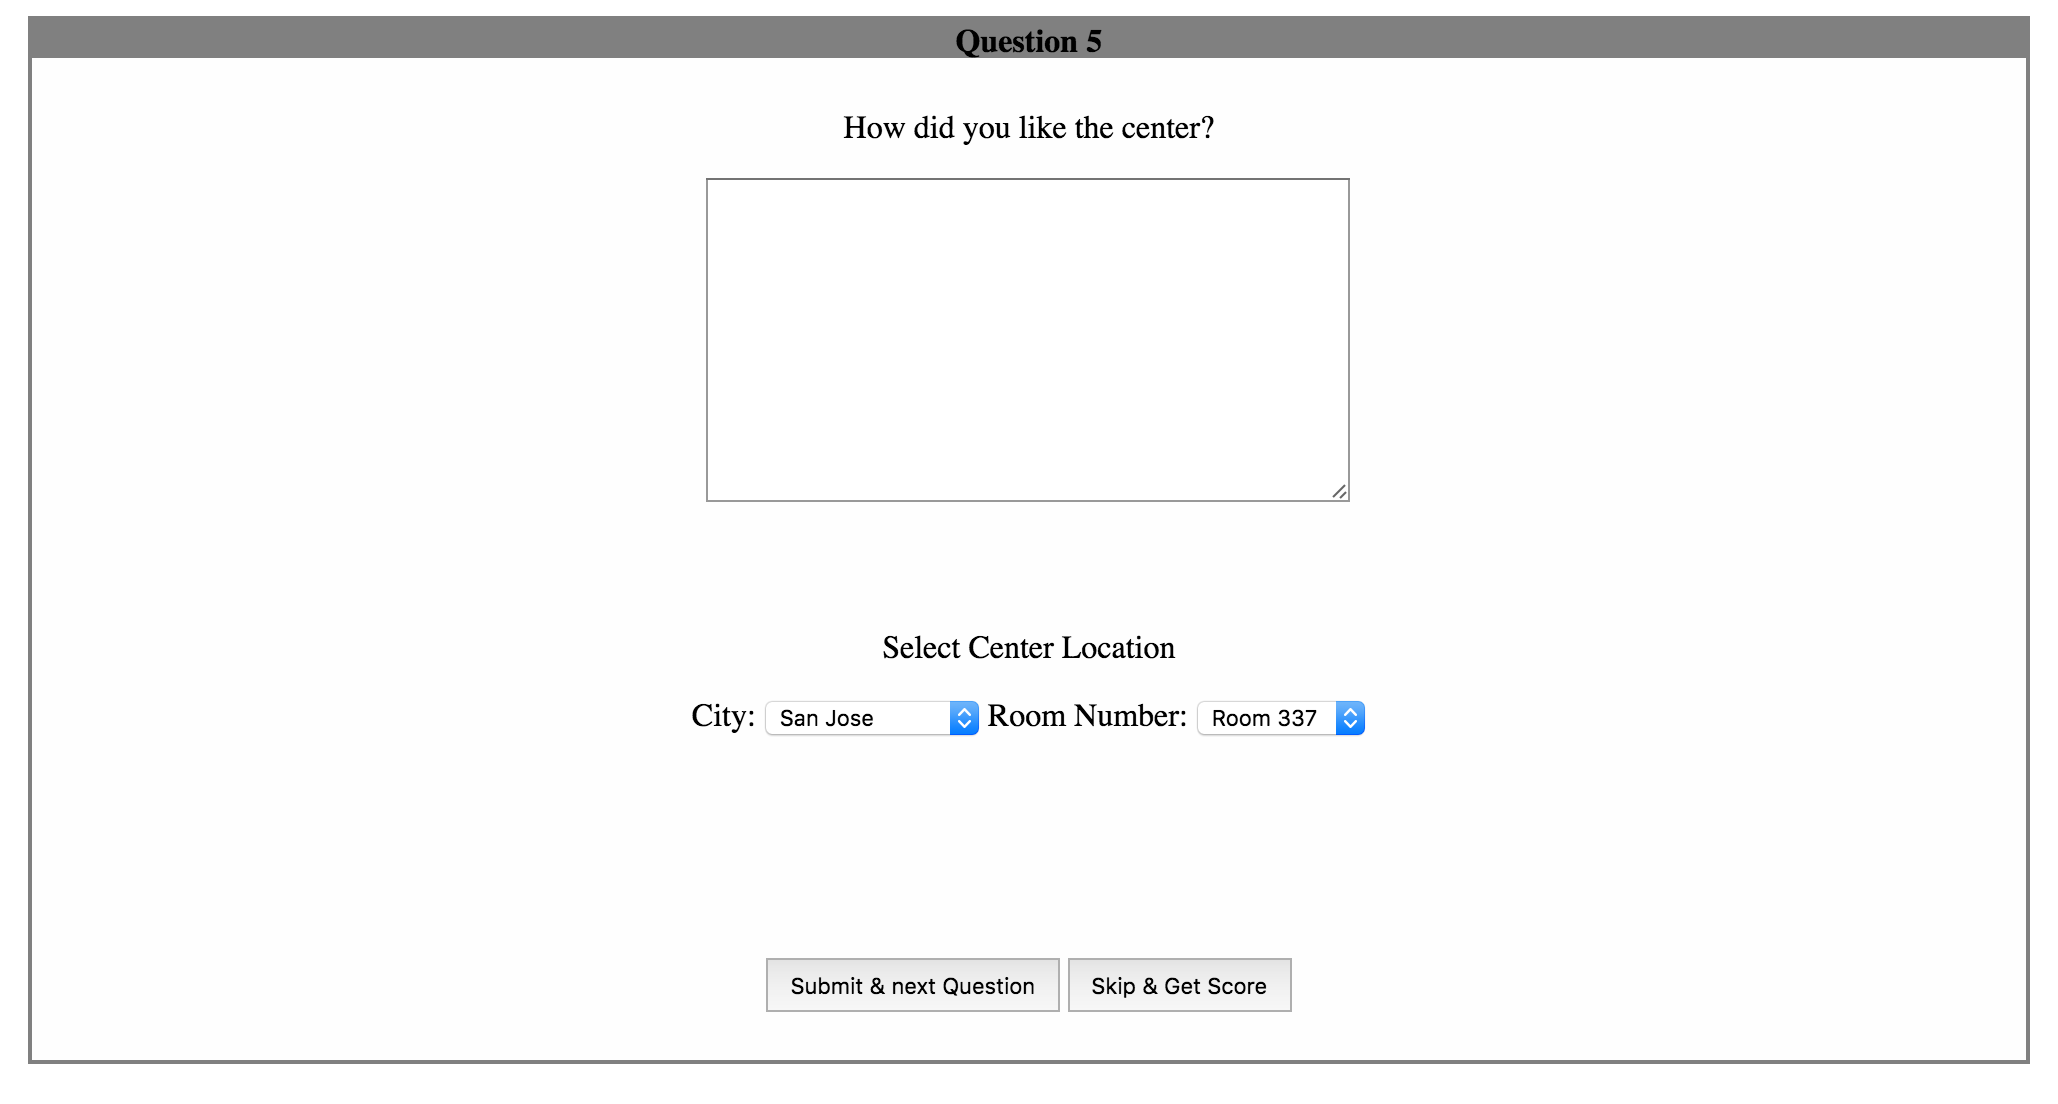 Question 5
How did you like the center?
Select Center Location
City: San Jose Room Number: Room 337
Submit & next Question Skip & Get Score